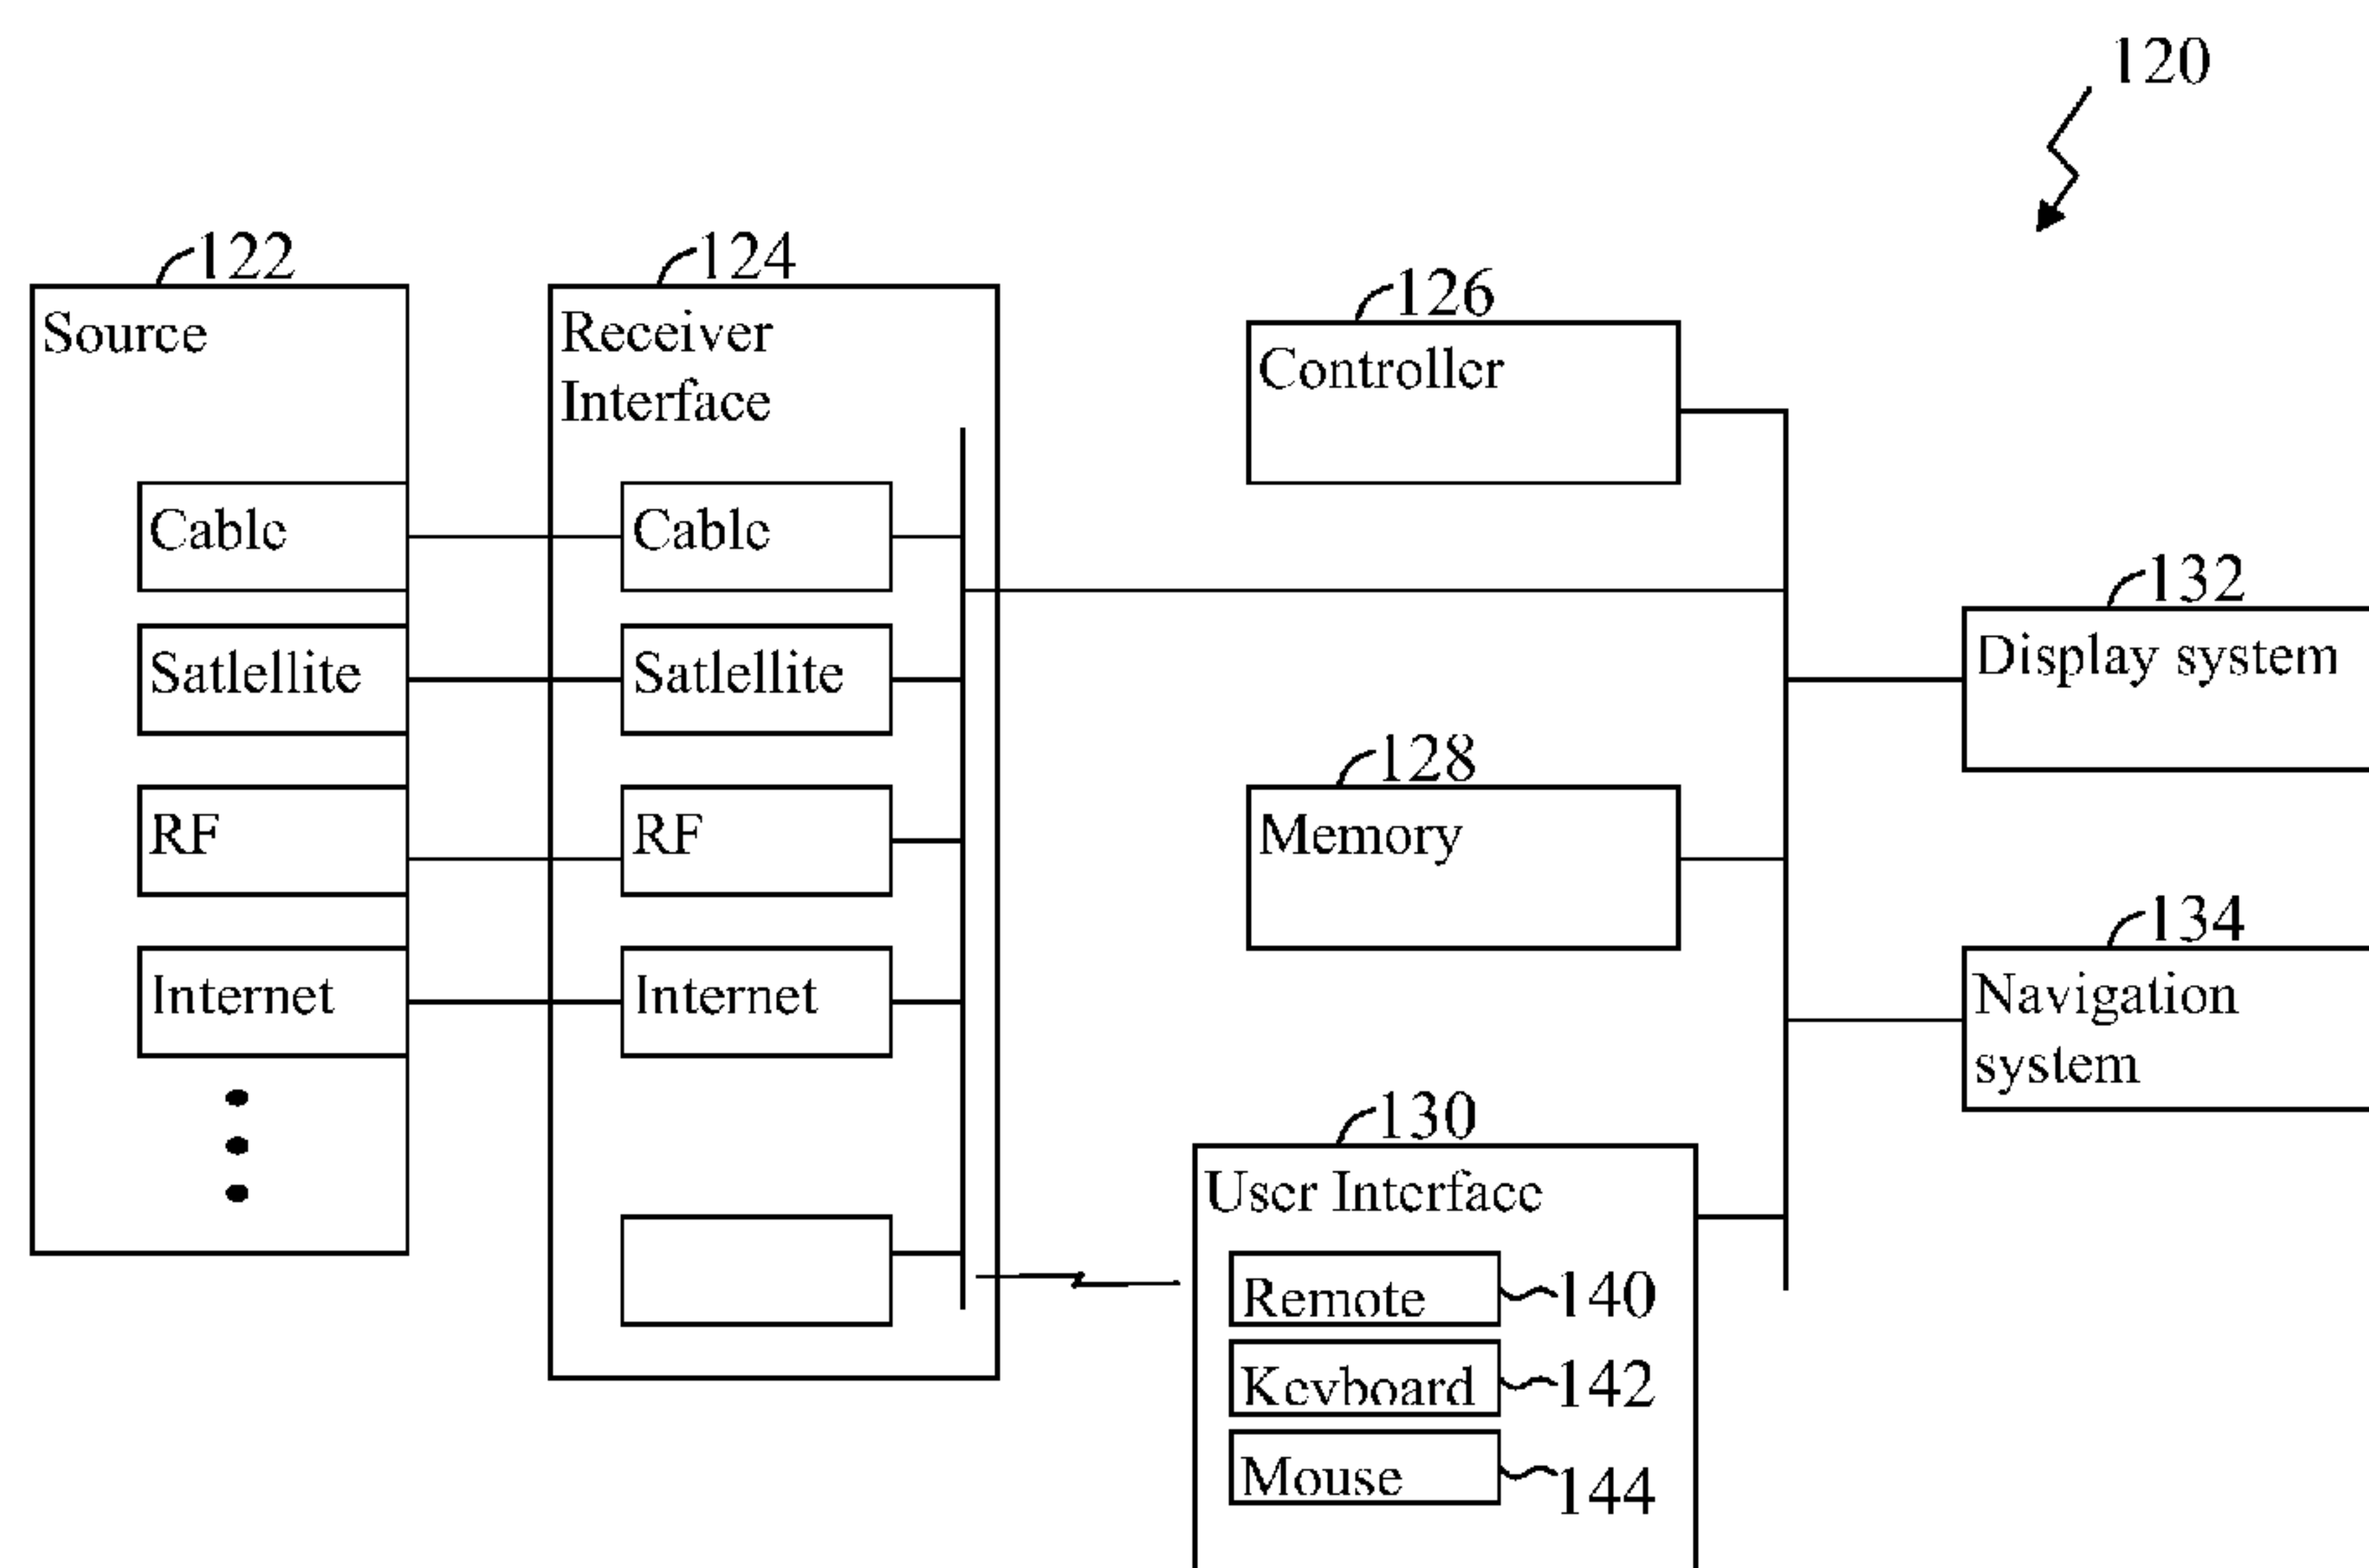 120
122
Source
Cable
Satlellite
RF
Internet
124
Receiver
Interface
Cable
Satlellite
RF
Internet
126
Controller
128
Memory
130
User Interface
Remote
140
Keyboard
142
Mouse
144
132
Display system
134
Navigation
system